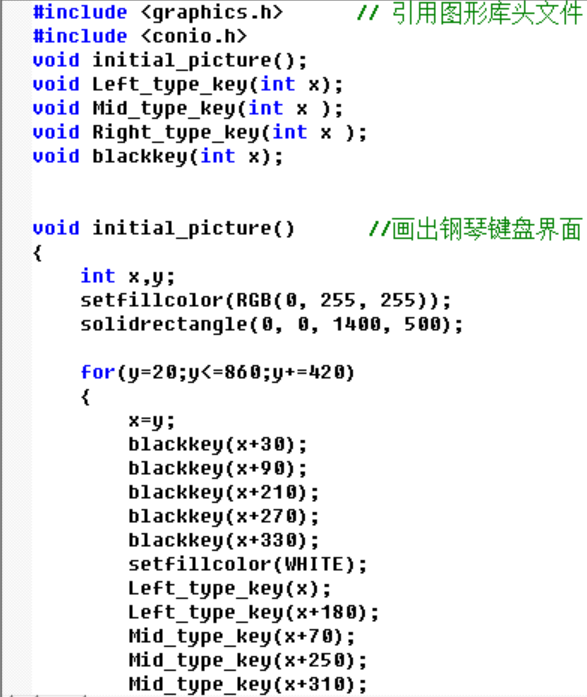 #include <graphics.h>      // 引用图形库头文件
#include <conio.h>
void initial_picture();
void Left_type_key(int x);
void Mid_type_key(int x );
void Right_type_key(int x );
void blackkey(int x);
void initial_picture()      //画出钢琴键盘界面
{
    int x,y;
    setfillcolor(RGB(0, 255, 255));
    solidrectangle(0, 0, 1400, 500);
    for(y=20;y<=860;y+=420)
    {
        x=y;
        blackkey(x+30);
        blackkey(x+90);
        blackkey(x+210);
        blackkey(x+270);
        blackkey(x+330);
        setfillcolor(WHITE);
        Left_type_key(x);
        Left_type_key(x+180);
        Mid_type_key(x+70);
        Mid_type_key(x+250);
        Mid_type_key(x+310);